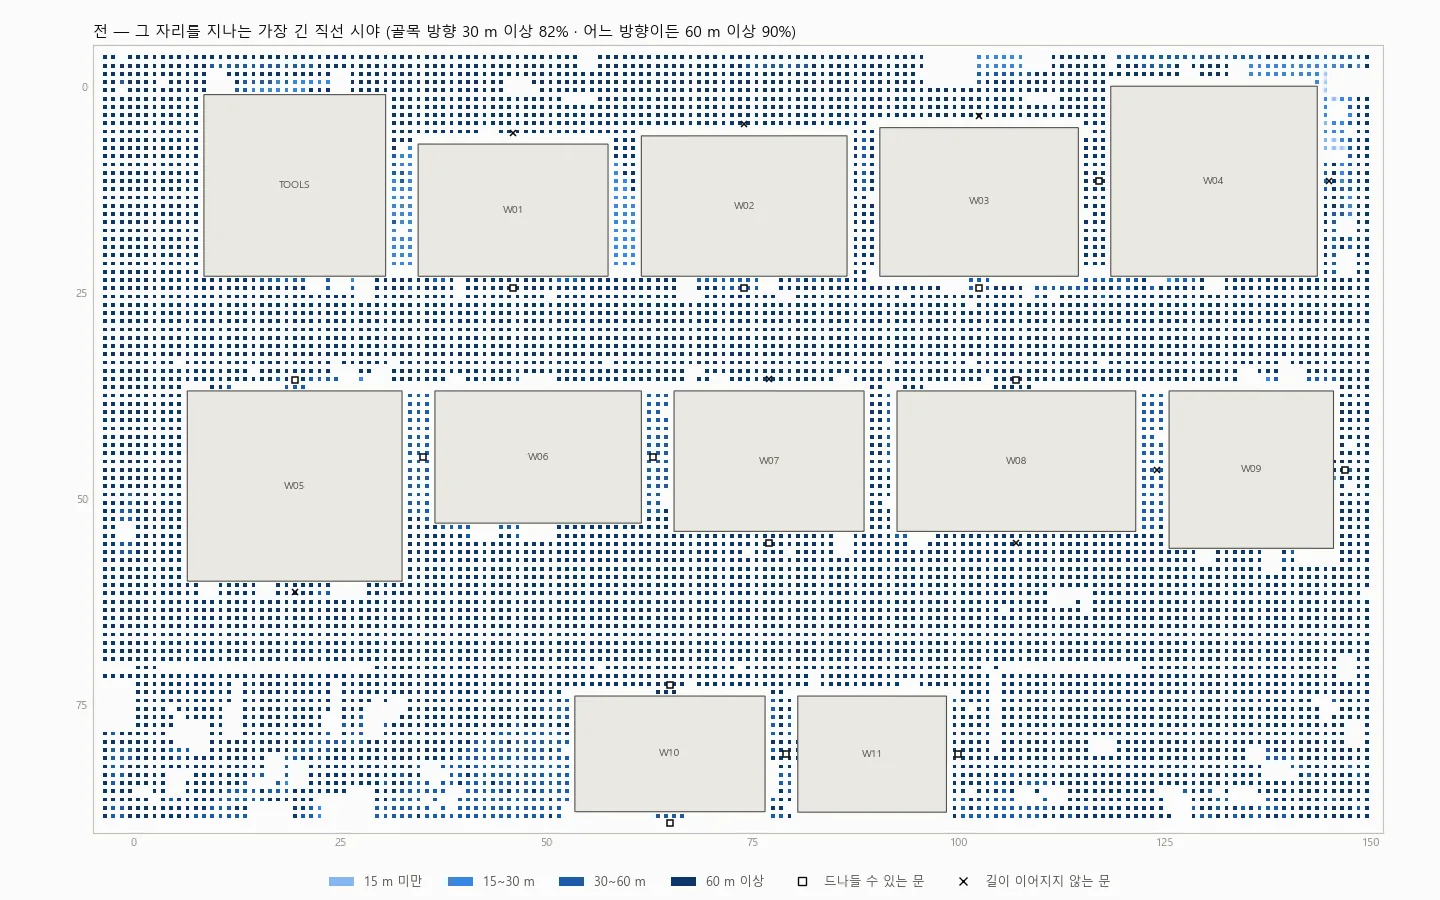 전 — 그 자리를 지나는 가장 긴 직선 시야 (골목 방향 30 m 이상 82% · 어느 방향이든 60 m 이상 90%)
0
TOOLS
W01
W02
W03
W04
25
W05
W06
W07
W08
W09
50
75
W10
W11
0 25 50 75 100 125 150
15 m 미만 15~30 m 30~60 m 60 m 이상 드나들 수 있는 문 길이 이어지지 않는 문